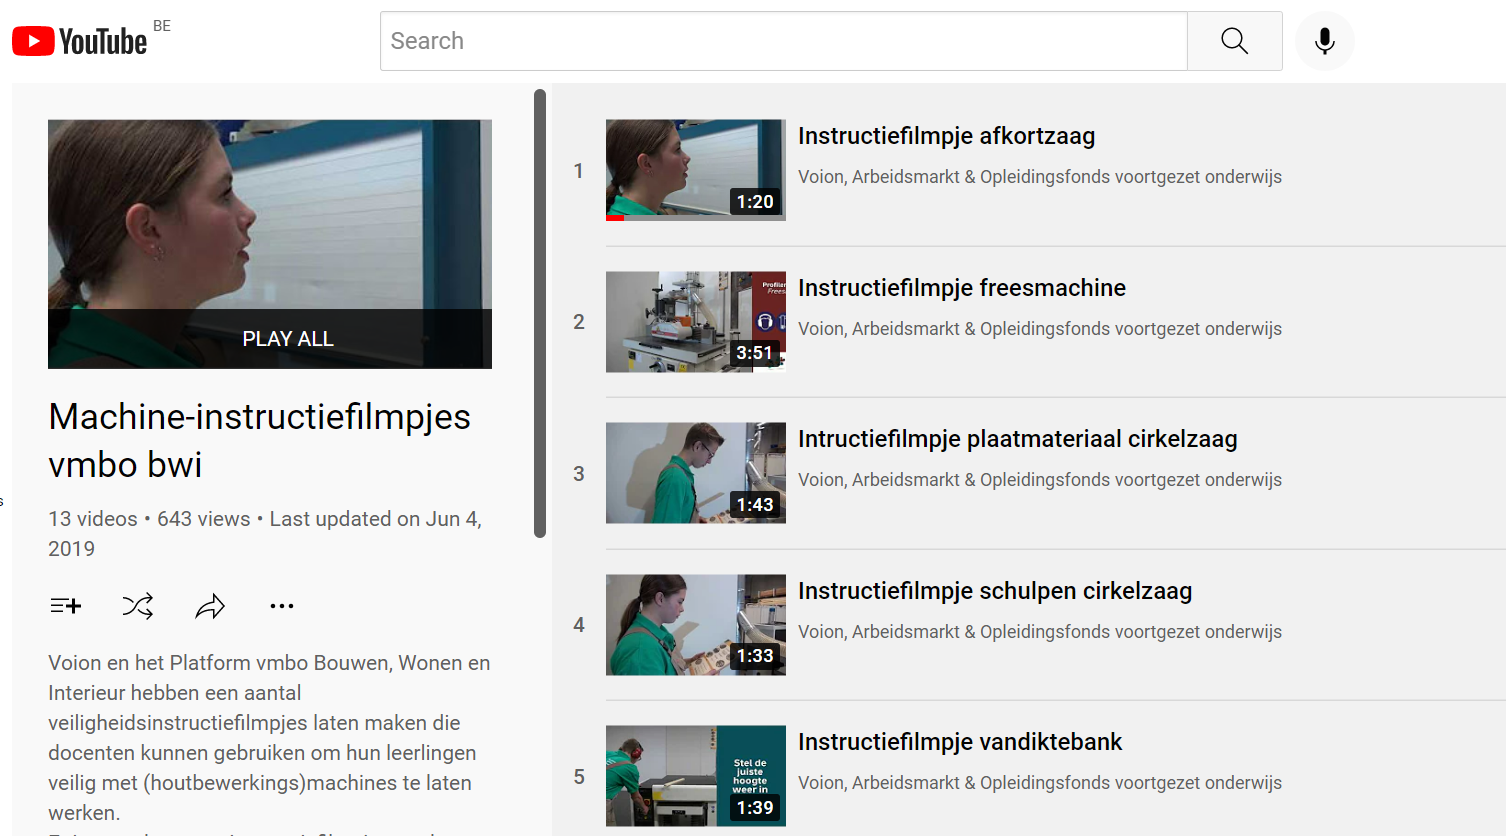 YouTube BE
Search
PLAY ALL
Machine-instructiefilmpjes
vmbo bwi
13 videos • 643 views • Last updated on Jun 4,
2019
Voion en het Platform vmbo Bouwen, Wonen en
Interieur hebben een aantal
veiligheidsinstructiefilmpjes laten maken die
docenten kunnen gebruiken om hun leerlingen
veilig met (houtbewerkings)machines te laten
werken.
1
1:20
Instructiefilmpje afkortzaag
Voion, Arbeidsmarkt & Opleidingsfonds voortgezet onderwijs
2
3:51
Instructiefilmpje freesmachine
Voion, Arbeidsmarkt & Opleidingsfonds voortgezet onderwijs
3
1:43
Intructiefilmpje plaatmateriaal cirkelzaag
Voion, Arbeidsmarkt & Opleidingsfonds voortgezet onderwijs
4
1:33
Instructiefilmpje schulpen cirkelzaag
Voion, Arbeidsmarkt & Opleidingsfonds voortgezet onderwijs
5
Stel de
juiste
hoogte
weer in
1:39
Instructiefilmpje vandiktebank
Voion, Arbeidsmarkt & Opleidingsfonds voortgezet onderwijs